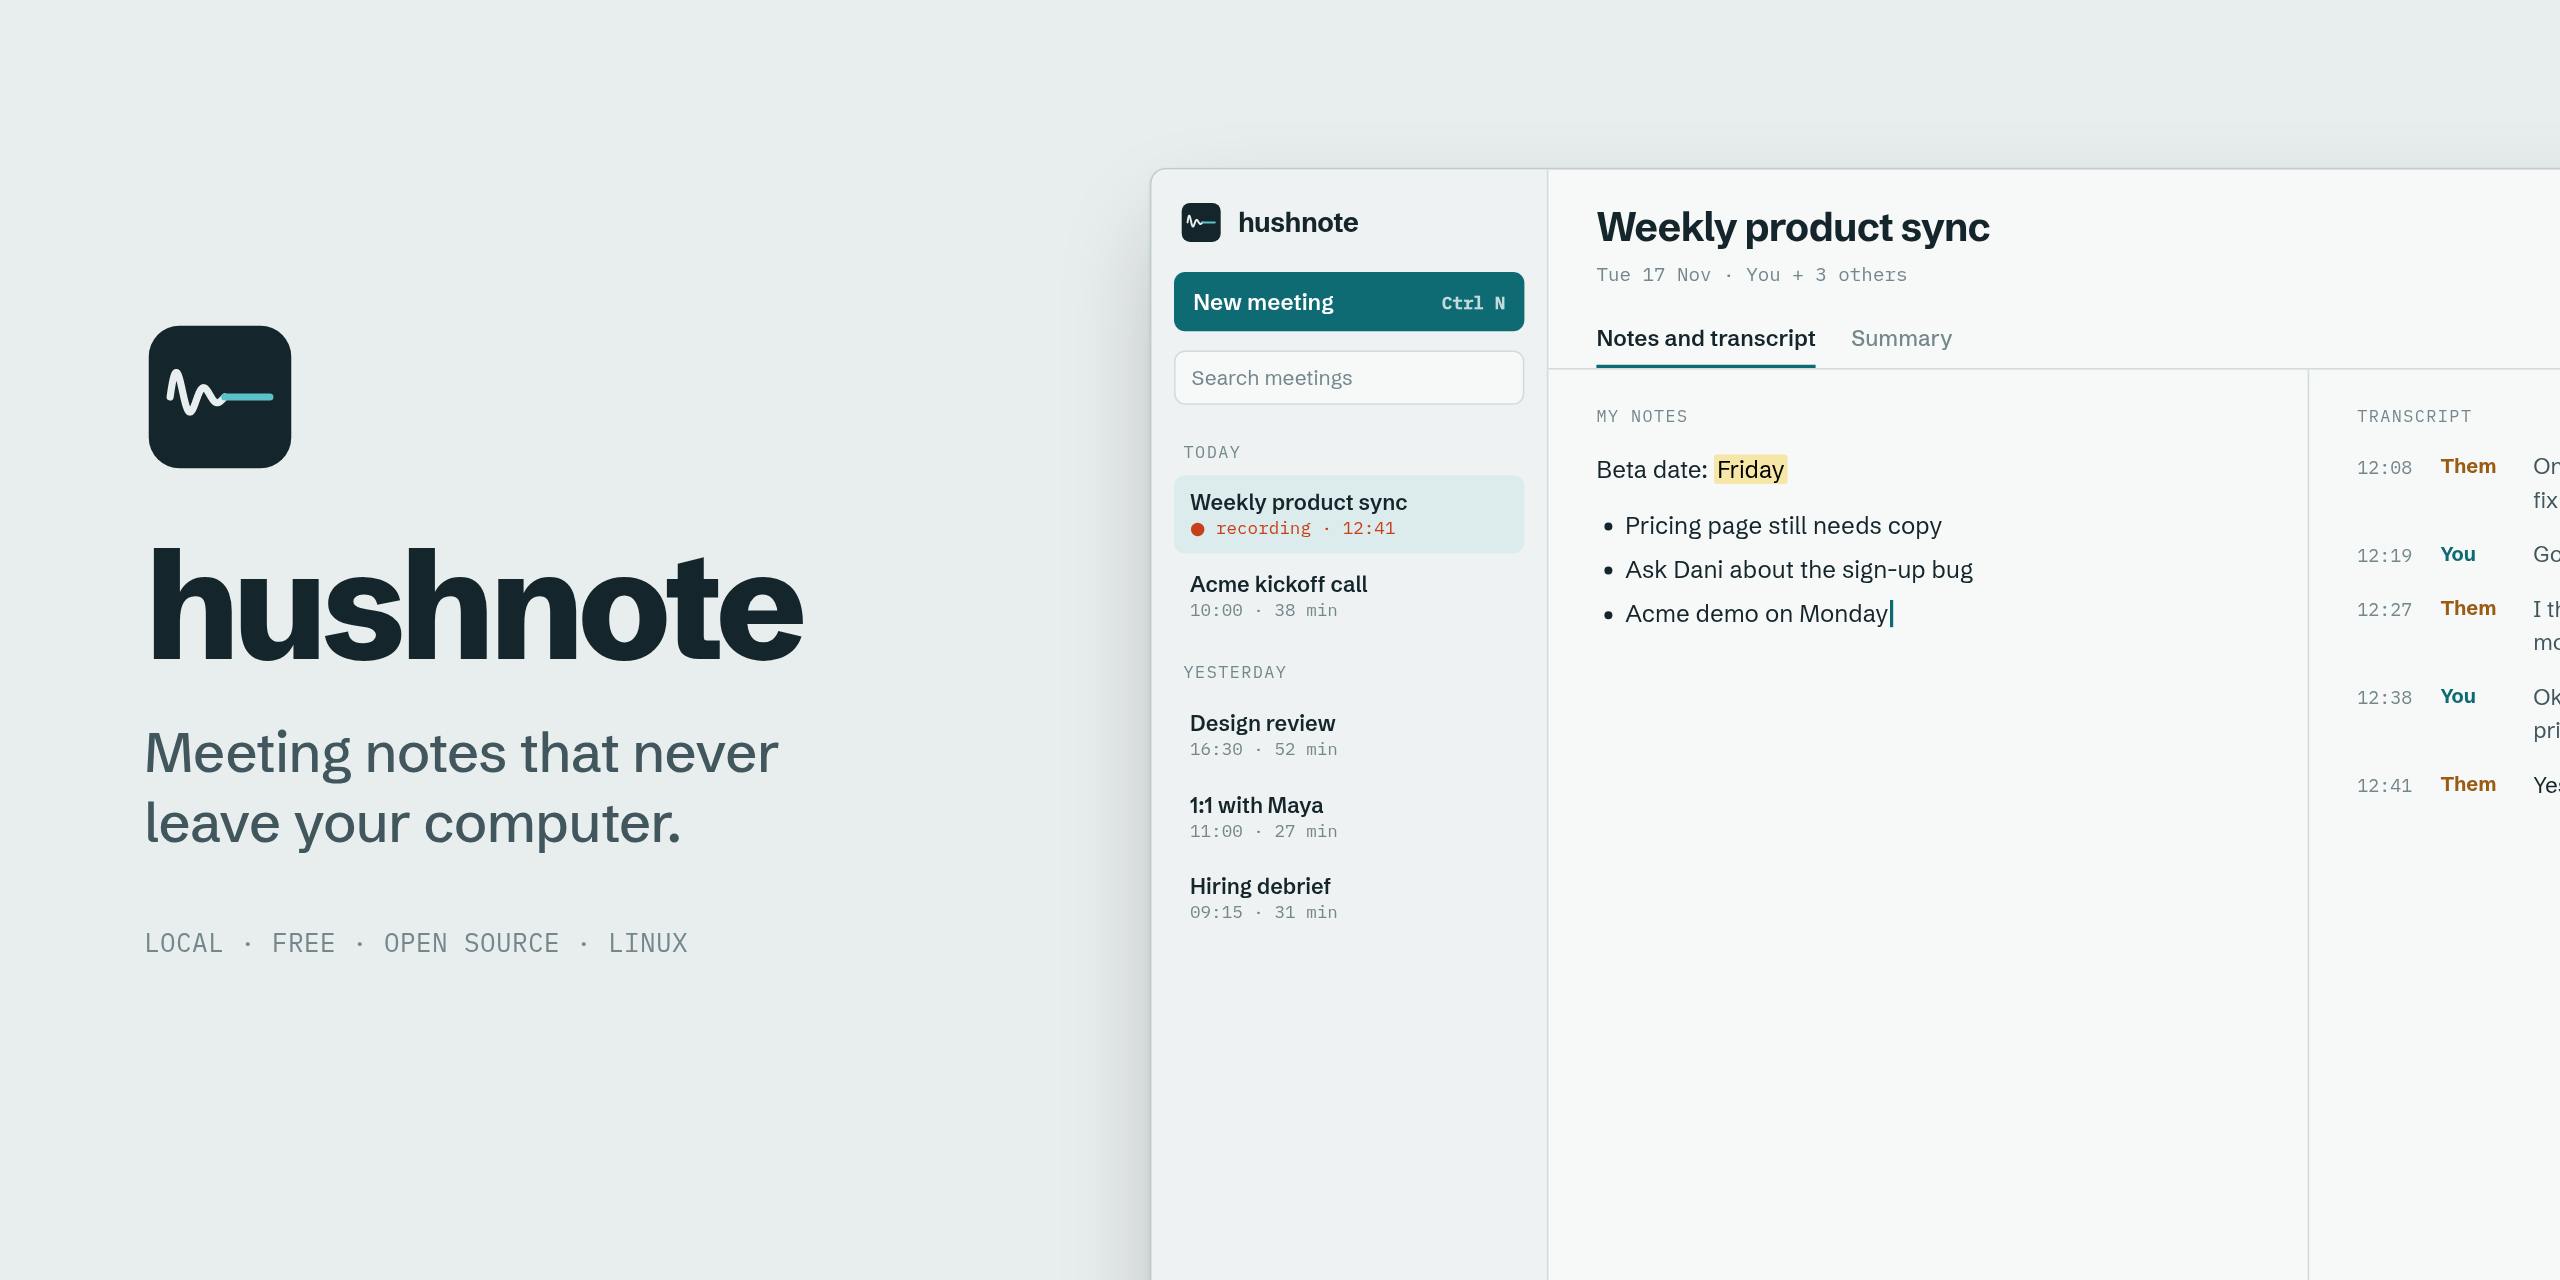 hushnote
Meeting notes that never
leave your computer.
LOCAL · FREE · OPEN SOURCE · LINUX
hushnote
New meeting Ctrl N
Search meetings
TODAY
Weekly product sync
recording · 12:41
Acme kickoff call
10:00 · 38 min
YESTERDAY
Design review
16:30 · 52 min
1:1 with Maya
11:00 · 27 min
Hiring debrief
09:15 · 31 min
Weekly product sync
Tue 17 Nov · You + 3 others
Notes and transcript Summary
MY NOTES
Beta date: Friday
• Pricing page still needs copy
• Ask Dani about the sign-up bug
• Acme demo on Monday
TRANSCRIPT
12:08 Them
fix
12:19 You
12:27 Them
12:38 You
12:41 Them